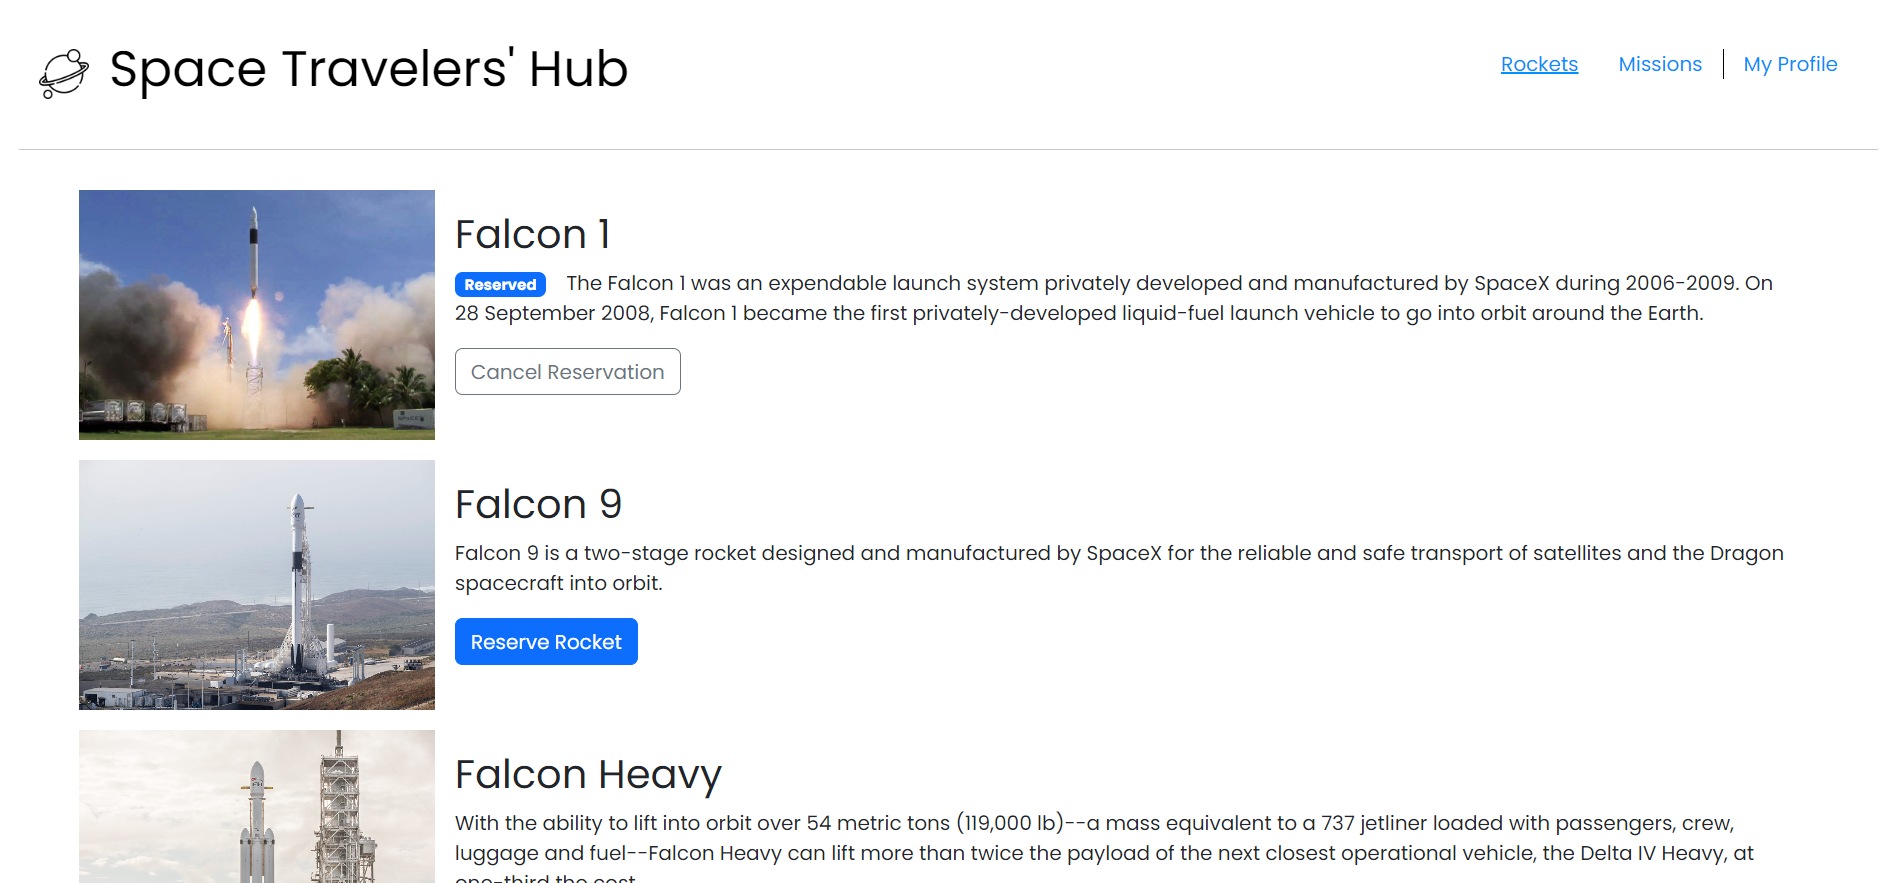 Space Travelers' Hub
Rockets
Missions
My Profile
Falcon 1
Reserved The Falcon 1 was an expendable launch system privately developed and manufactured by SpaceX during 2006-2009. On
28 September 2008, Falcon 1 became the first privately-developed liquid-fuel launch vehicle to go into orbit around the Earth.
Cancel Reservation
Falcon 9
Falcon 9 is a two-stage rocket designed and manufactured by SpaceX for the reliable and safe transport of satellites and the Dragon
spacecraft into orbit.
Reserve Rocket
Falcon Heavy
With the ability to lift into orbit over 54 metric tons (119,000 lb)--a mass equivalent to a 737 jetliner loaded with passengers, crew,
luggage and fuel--Falcon Heavy can lift more than twice the payload of the next closest operational vehicle, the Delta IV Heavy, at
one-third the cost.